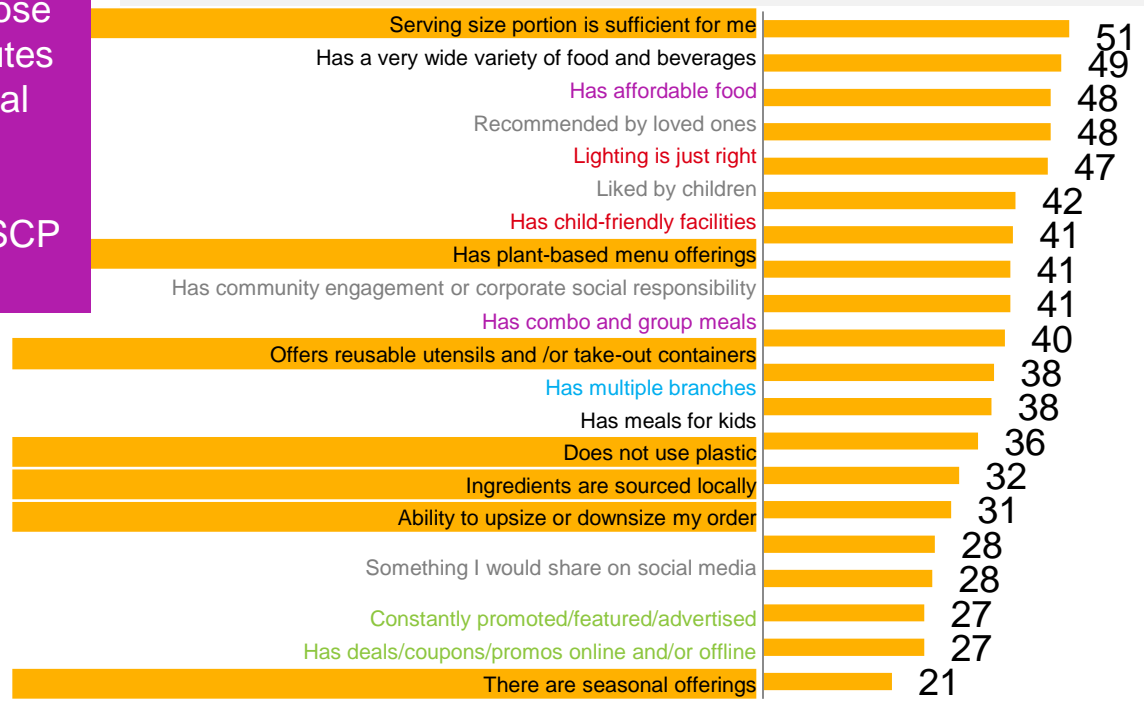 ose
utes
al
SCP
Serving size portion is sufficient for me
Has a very wide variety of food and beverages
Has affordable food
Recommended by loved ones
Lighting is just right
Liked by children
Has child-friendly facilities
Has plant-based menu offerings
Has community engagement or corporate social responsibility
Has combo and group meals
Offers reusable utensils and /or take-out containers
Has multiple branches
Has meals for kids
Does not use plastic
Ingredients are sourced locally
Ability to upsize or downsize my order
Something I would share on social media
Constantly promoted/featured/advertised
Has deals/coupons/promos online and/or offline
There are seasonal offerings
51
49
48
48
47
42
41
41
41
40
38
38
36
32
31
28
28
27
27
21